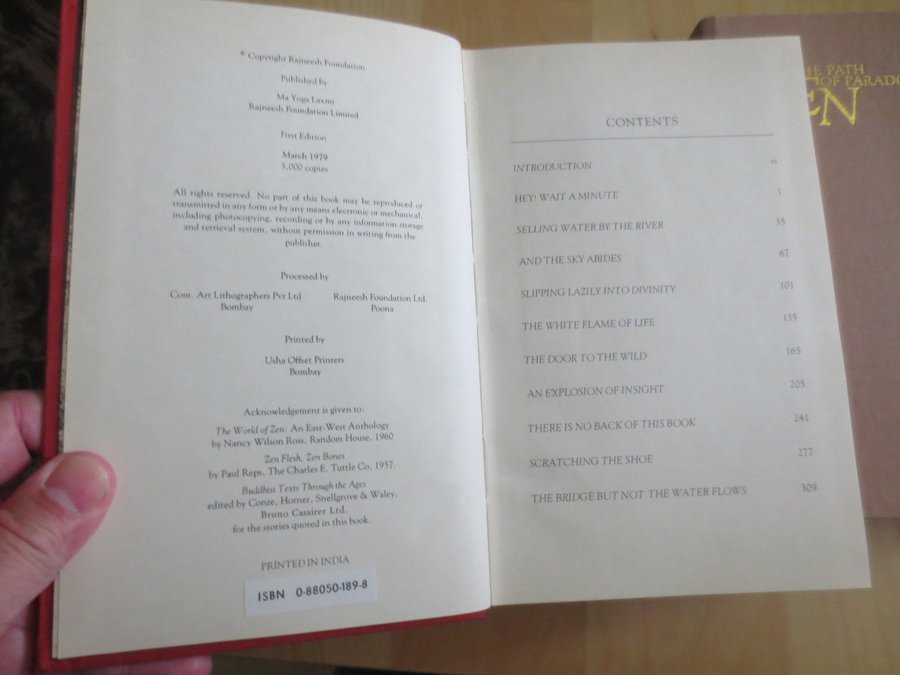 © Copyright Rajneesh Foundation
Published by
Ma Yoga Laxmi
Rajneesh Foundation Limited
First Edition
March 1979
5,000 copies
All rights reserved. No part of this book may be reproduced or
transmitted in any form or by any means electronic or mechanical,
including photocopying, recording or by any information storage
and retrieval system, without permission in writing from the
publisher.
Processed by
Com. Art Lithographers Pvt Ltd
Bombay
Rajneesh Foundation Ltd.
Poona
Printed by
Usha Offset Printers
Bombay
Acknowledgement is given to:
The World of Zen: An East-West Anthology
by Nancy Wilson Ross, Random House, 1960
Zen Flesh, Zen Bones
by Paul Reps, The Charles E. Tuttle Co. 1957.
Buddhist Texts Through the Ages
edited by Conze, Horner, Snellgrove & Waley.
Bruno Cassirer Ltd.
for the stories quoted in this book.
PRINTED IN INDIA
ISBN 0-88050-189-8
CONTENTS
INTRODUCTION vi
HEY! WAIT A MINUTE 1
SELLING WATER BY THE RIVER 35
AND THE SKY ABIDES 67
SLIPPING LAZILY INTO DIVINITY 101
THE WHITE FLAME OF LIFE 135
THE DOOR TO THE WILD 165
AN EXPLOSION OF INSIGHT 205
THERE IS NO BACK OF THIS BOOK 241
SCRATCHING THE SHOE 277
THE BRIDGE BUT NOT THE WATER FLOWS 309
HE PATH
OF PARADO
EN